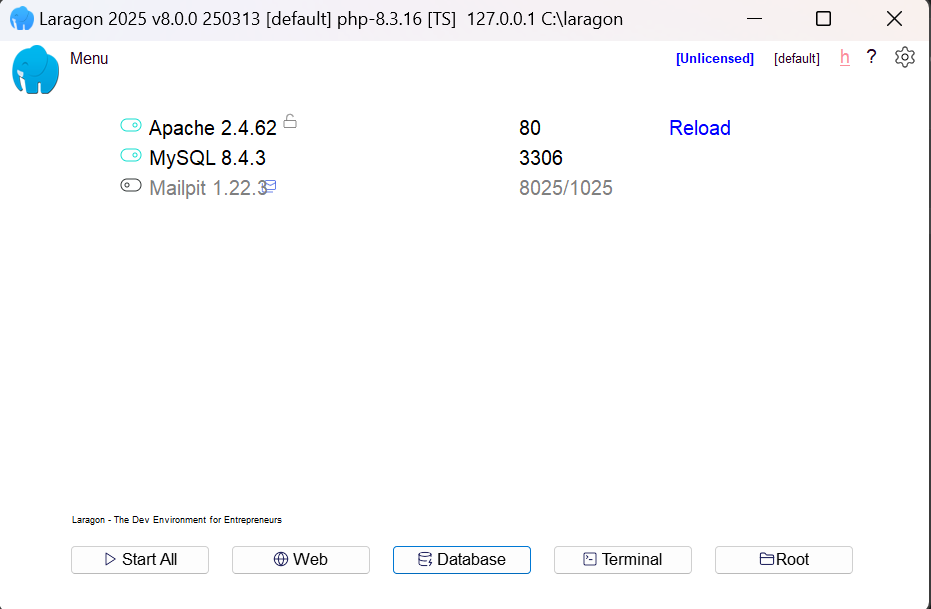 Laragon 2025 v8.0.0 250313 [default] php-8.3.16 [TS]  127.0.0.1 C:\laragon
Menu [Unlicensed] [default] h ?
Apache 2.4.62 80 Reload
MySQL 8.4.3 3306
Mailpit 1.22.3 8025/1025
Laragon - The Dev Environment for Entrepreneurs
Start All Web Database Terminal Root